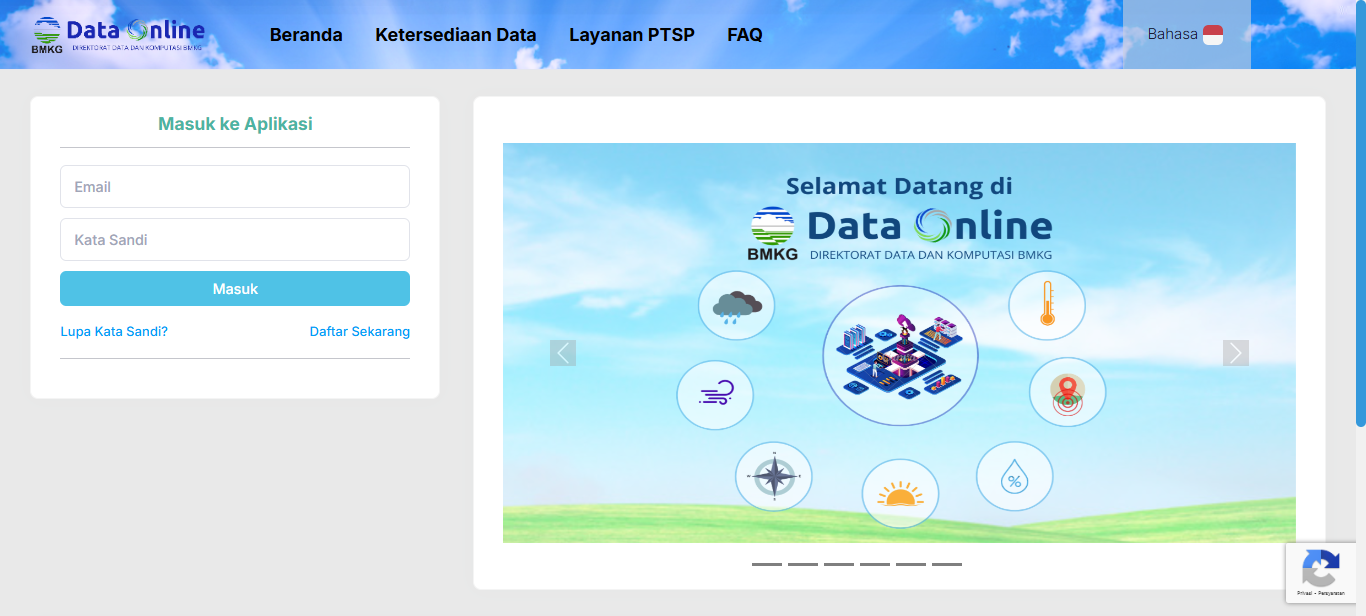 BMKG
Data Online
DIREKTORAT DATA DAN KOMPUTASI BMKG
Beranda
Ketersediaan Data
Layanan PTSP
FAQ
Bahasa
Masuk ke Aplikasi
Email
Kata Sandi
Masuk
Lupa Kata Sandi?
Daftar Sekarang
Selamat Datang di
BMKG
Data Online
DIREKTORAT DATA DAN KOMPUTASI BMKG
%
Privasi - Persyaratan